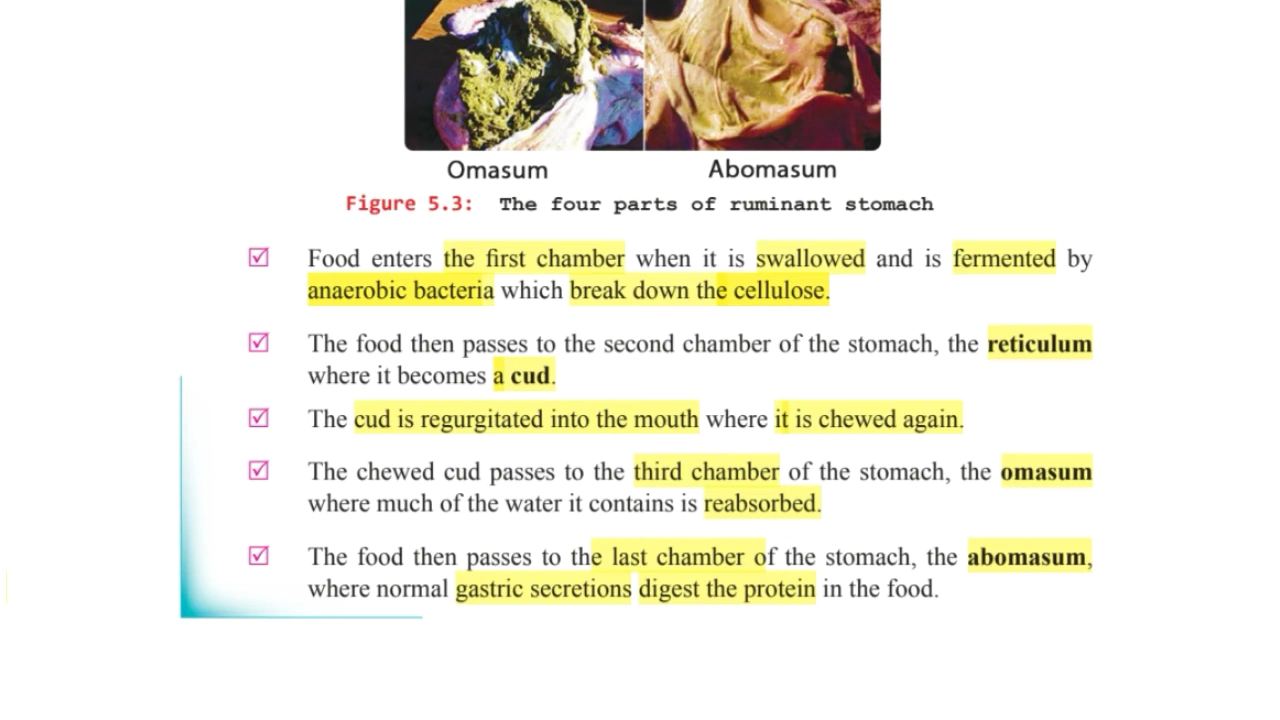 Omasum Abomasum
Figure 5.3: The four parts of ruminant stomach
Food enters the first chamber when it is swallowed and is fermented by
anaerobic bacteria which break down the cellulose.
The food then passes to the second chamber of the stomach, the reticulum
where it becomes a cud.
The cud is regurgitated into the mouth where it is chewed again.
The chewed cud passes to the third chamber of the stomach, the omasum
where much of the water it contains is reabsorbed.
The food then passes to the last chamber of the stomach, the abomasum,
where normal gastric secretions digest the protein in the food.